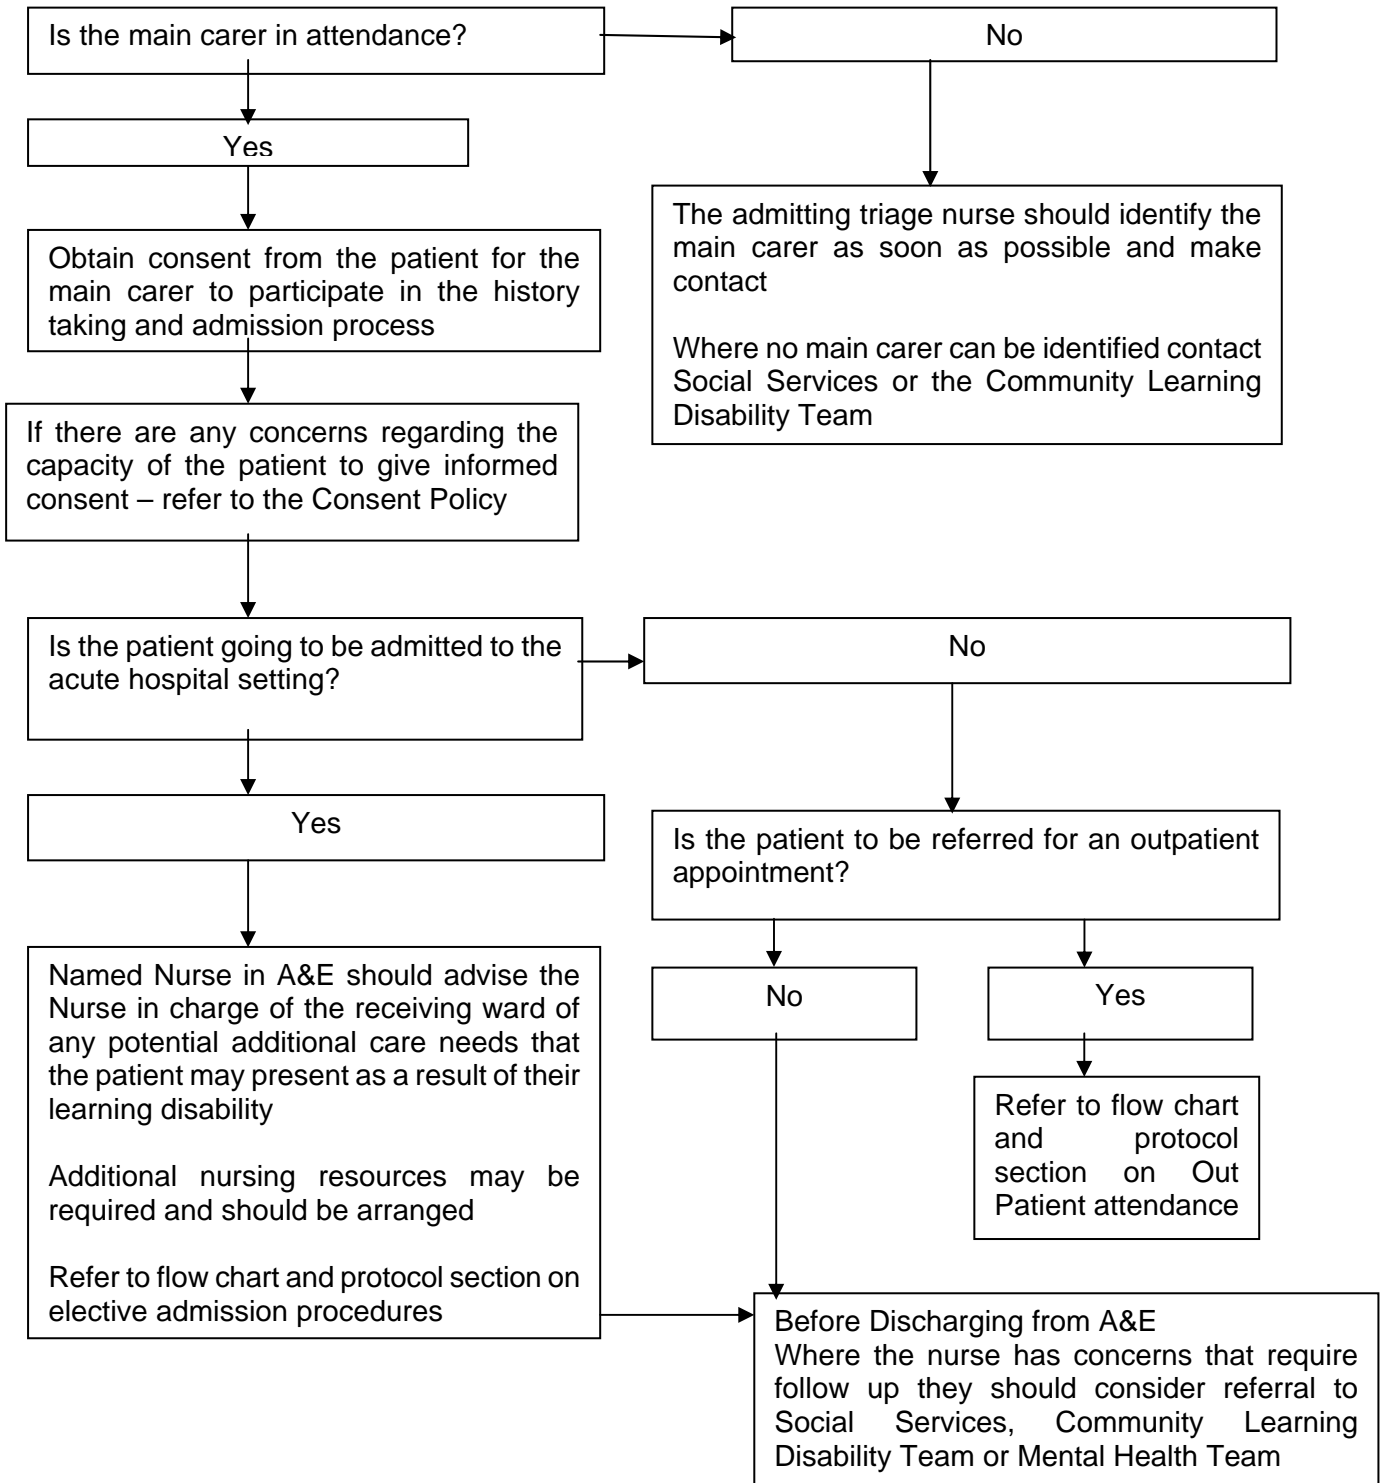 Is the main carer in attendance?
No
Yes
Obtain consent from the patient for the
main carer to participate in the history
taking and admission process
The admitting triage nurse should identify the
main carer as soon as possible and make
contact
Where no main carer can be identified contact
Social Services or the Community Learning
Disability Team
If there are any concerns regarding the
capacity of the patient to give informed
consent – refer to the Consent Policy
Is the patient going to be admitted to the
acute hospital setting?
No
Yes
Is the patient to be referred for an outpatient
appointment?
No
Yes
Named Nurse in A&E should advise the
Nurse in charge of the receiving ward of
any potential additional care needs that
the patient may present as a result of their
learning disability
Additional nursing resources may be
required and should be arranged
Refer to flow chart and protocol section on
elective admission procedures
Refer to flow chart
and protocol
section on Out
Patient attendance
Before Discharging from A&E
Where the nurse has concerns that require
follow up they should consider referral to
Social Services, Community Learning
Disability Team or Mental Health Team